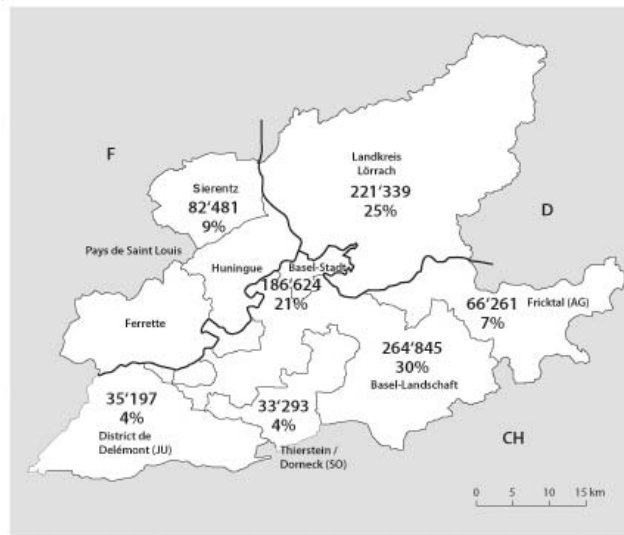 F
Landkreis
Lörrach
221'339
25%
Sierentz
82'481
9%
D
Pays de Saint Louis
Huningue
Basel-Stadt
186'624
21%
66'261
7%
Fricktal (AG)
Ferrette
264'845
30%
Basel-Landschaft
35'197
4%
District de
Delémont (JU)
33'293
4%
Thierstein /
Dorneck (SO)
CH
0 5 10 15 km